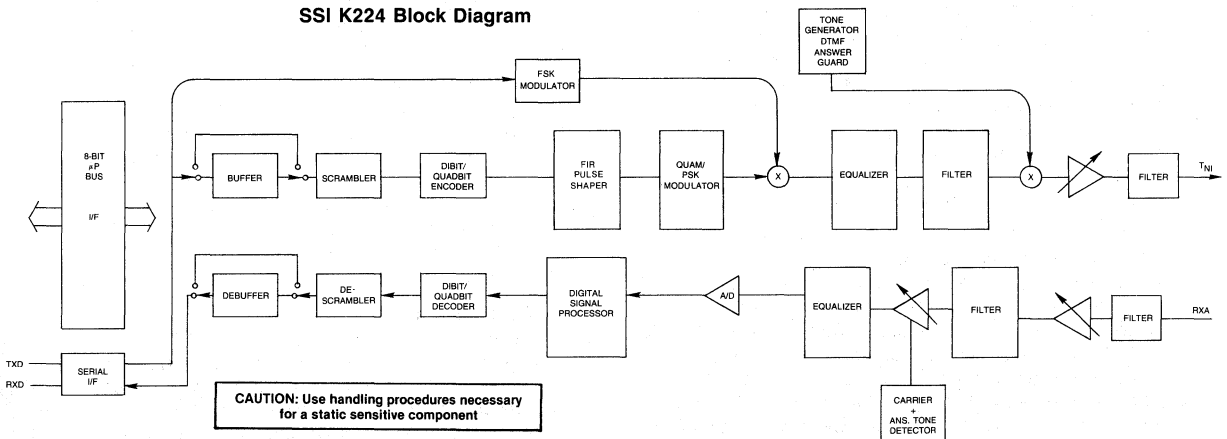 SSI K224 Block Diagram
TONE
GENERATOR
DTMF
ANSWER
GUARD
FSK
MODULATOR
8-BIT
μP
BUS
I/F
BUFFER
SCRAMBLER
DIBIT/
QUADBIT
ENCODER
FIR
PULSE
SHAPER
QUAM/
PSK
MODULATOR
X
EQUALIZER
FILTER
X
FILTER
TNI
DEBUFFER
DE-
SCRAMBLER
DIBIT/
QUADBIT
DECODER
DIGITAL
SIGNAL
PROCESSOR
A/D
EQUALIZER
FILTER
FILTER
RXA
TXD
RXD
SERIAL
I/F
CARRIER
+
ANS. TONE
DETECTOR
CAUTION: Use handling procedures necessary
for a static sensitive component